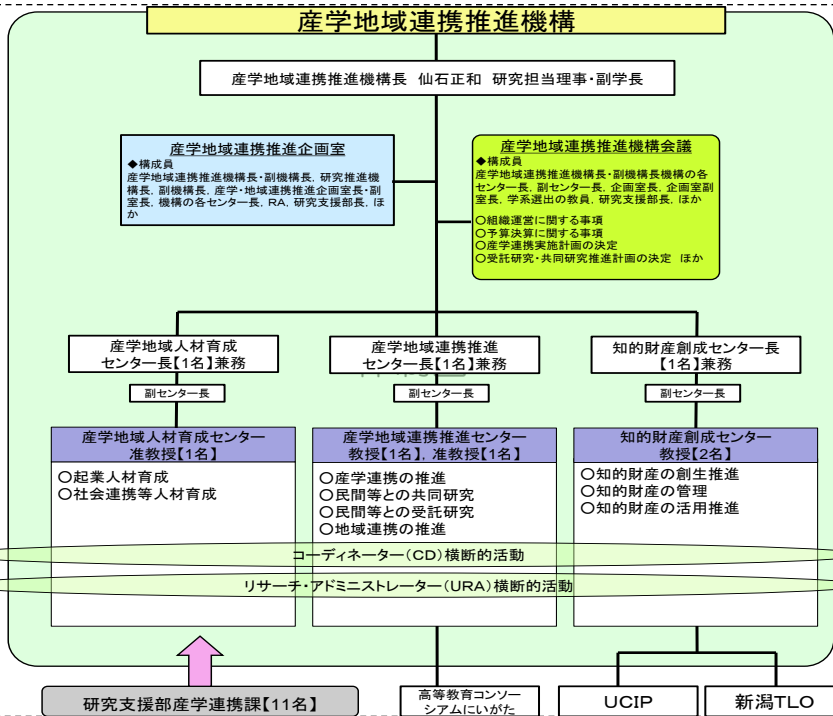 産学地域連携推進機構
産学地域連携推進機構長 仙石正和 研究担当理事・副学長
産学地域連携推進企画室
◆構成員
産学地域連携推進機構長・副機構長, 研究推進機
構長, 副機構長, 産学・地域連携推進企画室長・副
室長, 機構の各センター長, RA, 研究支援部長, ほ
か
産学地域連携推進機構会議
◆構成員
産学地域連携推進機構長・副機構長機構の各
センター長, 副センター長, 企画室長, 企画室副
室長, 学系選出の教員, 研究支援部長, ほか
○組織運営に関する事項
○予算決算に関する事項
○産学連携実施計画の決定
○受託研究・共同研究推進計画の決定 ほか
産学地域人材育成
センター長【1名】兼務
副センター長
産学地域人材育成センター
准教授【1名】
○起業人材育成
○社会連携等人材育成
産学地域連携推進
センター長【1名】兼務
副センター長
産学地域連携推進センター
教授【1名】, 准教授【1名】
○産学連携の推進
○民間等との共同研究
○民間等との受託研究
○地域連携の推進
知的財産創成センター長
【1名】兼務
副センター長
知的財産創成センター
教授【2名】
○知的財産の創生推進
○知的財産の管理
○知的財産の活用推進
コーディネーター(CD)横断的活動
リサーチ・アドミニストレーター(URA)横断的活動
研究支援部産学連携課【11名】
高等教育コンソー
シアムにいがた
UCIP
新潟TLO